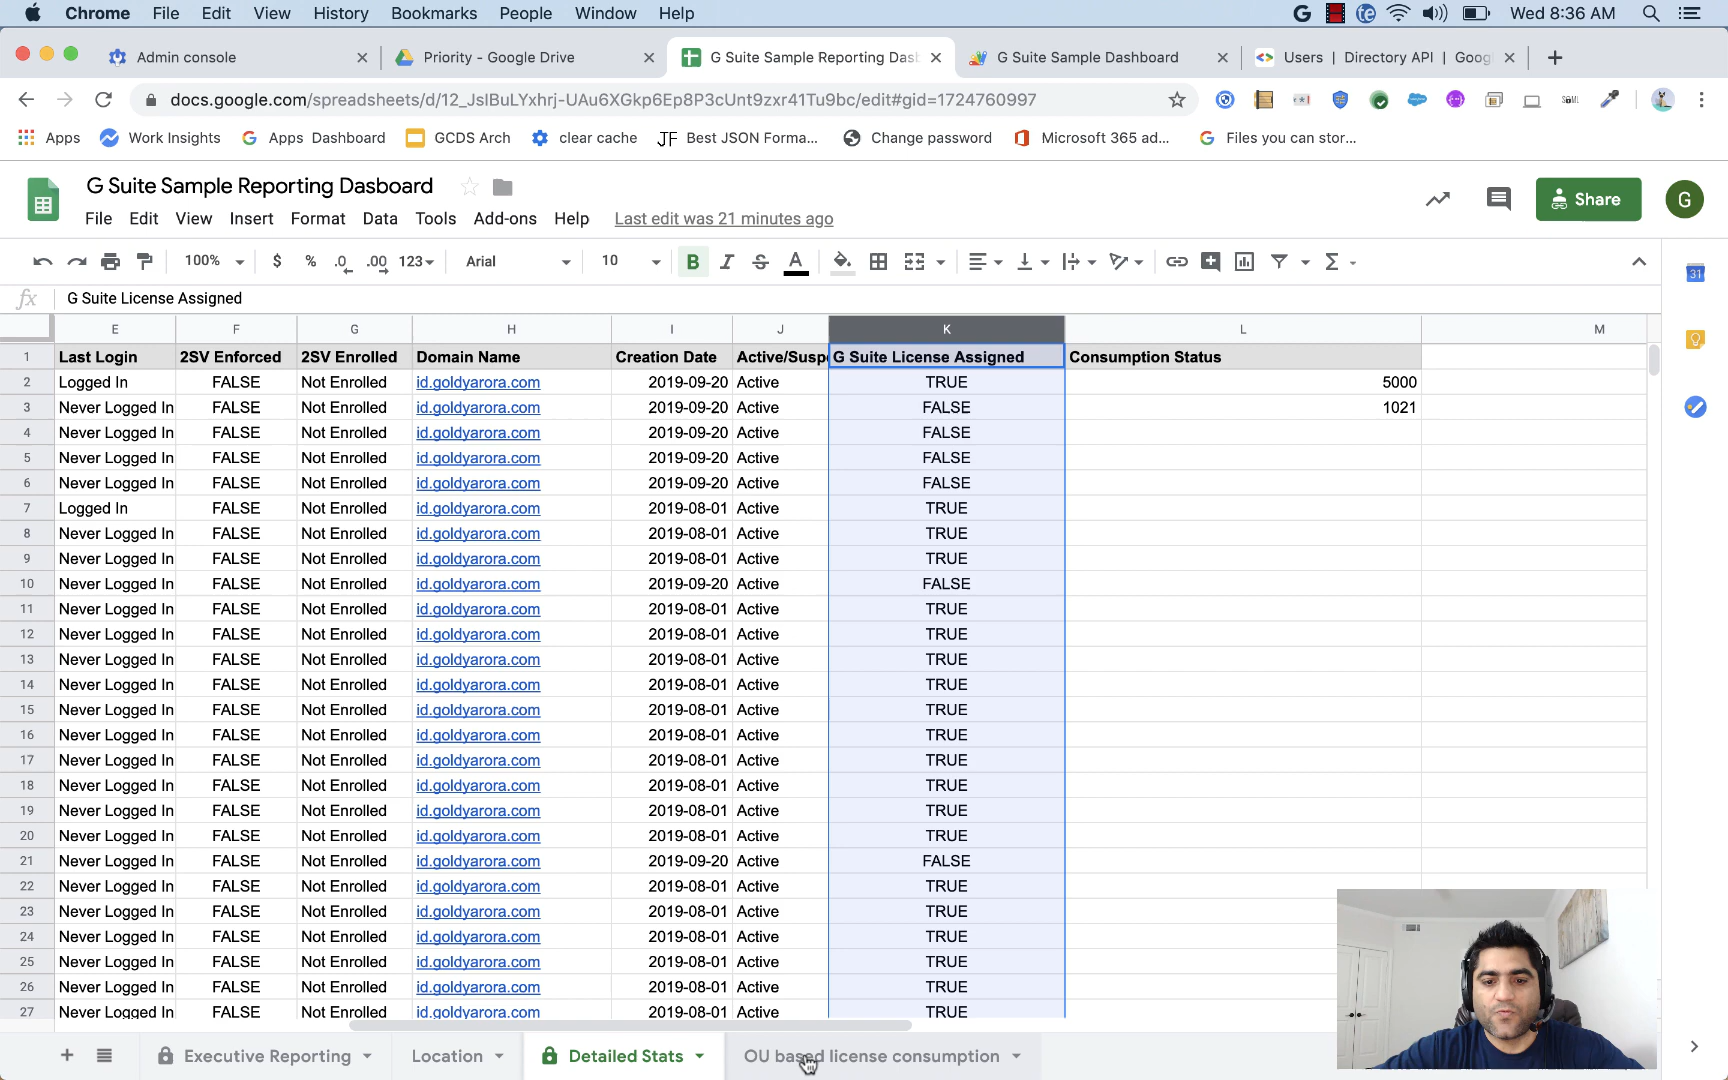 Chrome File Edit View History Bookmarks People Window Help Wed 8:36 AM
Admin console Priority - Google Drive G Suite Sample Reporting Das G Suite Sample Dashboard Users | Directory API | Goog
docs.google.com/spreadsheets/d/12_JsIBuLYxhrj-UAu6XGkp6Ep8P3cUnt9zxr41Tu9bc/edit#gid=1724760997
Apps Work Insights Apps Dashboard GCDS Arch clear cache JF Best JSON Forma... Change password Microsoft 365 ad... Files you can stor...
G Suite Sample Reporting Dasboard
Share G
File Edit View Insert Format Data Tools Add-ons Help Last edit was 21 minutes ago
100% $ % .0 .00 123 Arial 10 B I S A Σ
31
fx G Suite License Assigned
E F G H I J K L M
1 Last Login 2SV Enforced 2SV Enrolled Domain Name Creation Date Active/Suspe G Suite License Assigned Consumption Status
2 Logged In FALSE Not Enrolled id.goldyarora.com 2019-09-20 Active TRUE 5000
3 Never Logged In FALSE Not Enrolled id.goldyarora.com 2019-09-20 Active FALSE 1021
4 Never Logged In FALSE Not Enrolled id.goldyarora.com 2019-09-20 Active FALSE
5 Never Logged In FALSE Not Enrolled id.goldyarora.com 2019-09-20 Active FALSE
6 Never Logged In FALSE Not Enrolled id.goldyarora.com 2019-09-20 Active FALSE
7 Logged In FALSE Not Enrolled id.goldyarora.com 2019-08-01 Active TRUE
8 Never Logged In FALSE Not Enrolled id.goldyarora.com 2019-08-01 Active TRUE
9 Never Logged In FALSE Not Enrolled id.goldyarora.com 2019-08-01 Active TRUE
10 Never Logged In FALSE Not Enrolled id.goldyarora.com 2019-09-20 Active FALSE
11 Never Logged In FALSE Not Enrolled id.goldyarora.com 2019-08-01 Active TRUE
12 Never Logged In FALSE Not Enrolled id.goldyarora.com 2019-08-01 Active TRUE
13 Never Logged In FALSE Not Enrolled id.goldyarora.com 2019-08-01 Active TRUE
14 Never Logged In FALSE Not Enrolled id.goldyarora.com 2019-08-01 Active TRUE
15 Never Logged In FALSE Not Enrolled id.goldyarora.com 2019-08-01 Active TRUE
16 Never Logged In FALSE Not Enrolled id.goldyarora.com 2019-08-01 Active TRUE
17 Never Logged In FALSE Not Enrolled id.goldyarora.com 2019-08-01 Active TRUE
18 Never Logged In FALSE Not Enrolled id.goldyarora.com 2019-08-01 Active TRUE
19 Never Logged In FALSE Not Enrolled id.goldyarora.com 2019-08-01 Active TRUE
20 Never Logged In FALSE Not Enrolled id.goldyarora.com 2019-08-01 Active TRUE
21 Never Logged In FALSE Not Enrolled id.goldyarora.com 2019-09-20 Active FALSE
22 Never Logged In FALSE Not Enrolled id.goldyarora.com 2019-08-01 Active TRUE
23 Never Logged In FALSE Not Enrolled id.goldyarora.com 2019-08-01 Active TRUE
24 Never Logged In FALSE Not Enrolled id.goldyarora.com 2019-08-01 Active TRUE
25 Never Logged In FALSE Not Enrolled id.goldyarora.com 2019-08-01 Active TRUE
26 Never Logged In FALSE Not Enrolled id.goldyarora.com 2019-08-01 Active TRUE
27 Never Logged In FALSE Not Enrolled id.goldyarora.com 2019-08-01 Active TRUE
Executive Reporting Location Detailed Stats OU based license consumption